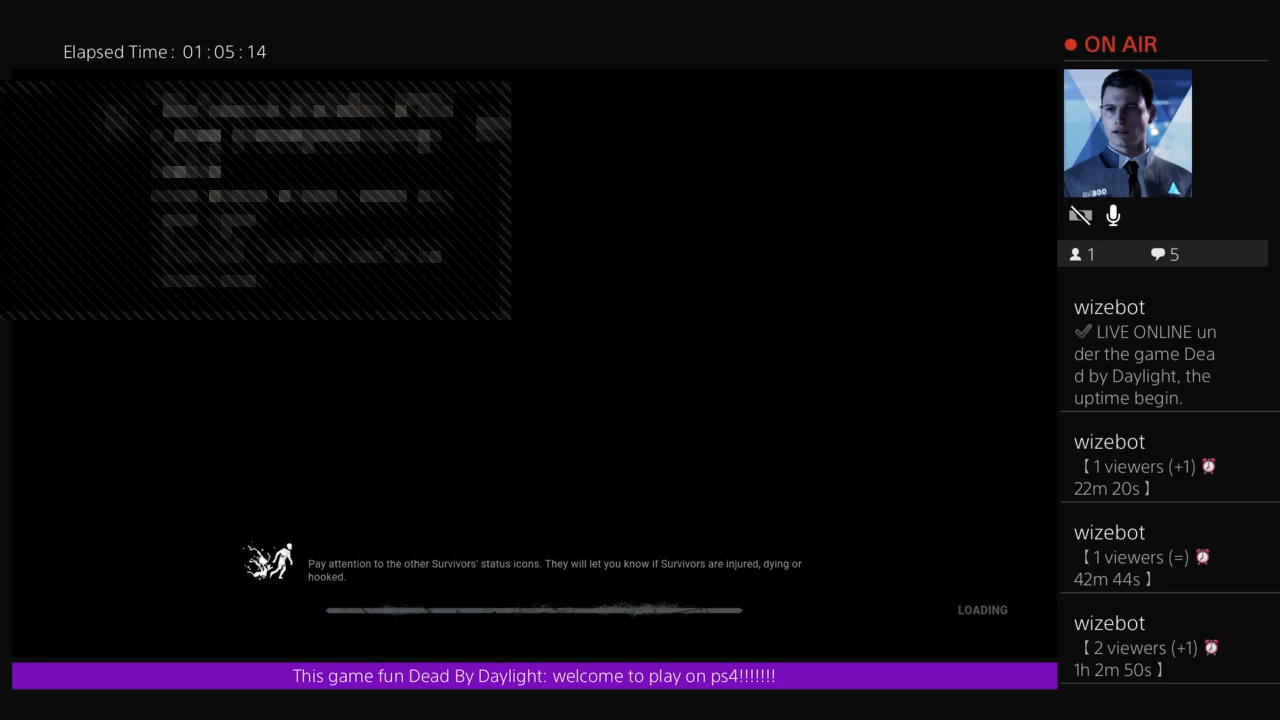 Elapsed Time: 01:05:14
ON AIR
1
5
wizebot
✔ LIVE ONLINE un
der the game Dea
d by Daylight, the
uptime begin.
wizebot
【 1 viewers (+1) ⏰
22m 20s 】
wizebot
【 1 viewers (=) ⏰
42m 44s 】
wizebot
【 2 viewers (+1) ⏰
1h 2m 50s 】
Pay attention to the other Survivors' status icons. They will let you know if Survivors are injured, dying or
hooked.
LOADING
This game fun Dead By Daylight: welcome to play on ps4!!!!!!!